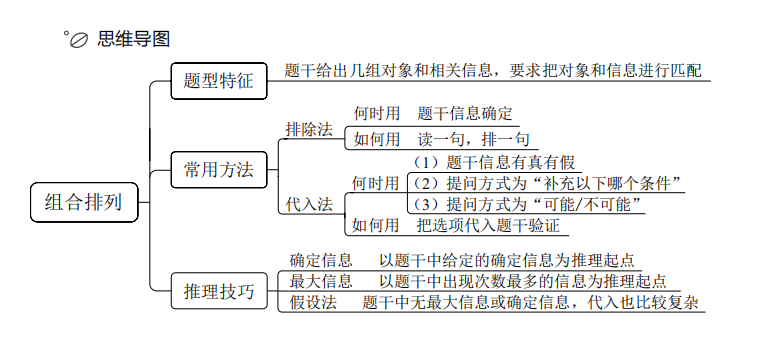 思维导图
题型特征
题干给出几组对象和相关信息，要求把对象和信息进行匹配
组合排列
常用方法
排除法
何时用 题干信息确定
如何用 读一句，排一句
代入法
何时用
（1）题干信息有真有假
（2）提问方式为“补充以下哪个条件”
（3）提问方式为“可能/不可能”
如何用 把选项代入题干验证
推理技巧
确定信息 以题干中给定的确定信息为推理起点
最大信息 以题干中出现次数最多的信息为推理起点
假设法 题干中无最大信息或确定信息，代入也比较复杂